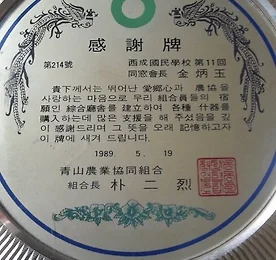 感謝牌
第214號
西成國民學校 第11回
同窓會長 金炳玉
貴下께서는 뛰어난 愛鄕心과 農協을
사랑하는 마음으로 우리 組合員들의 宿
願인 綜合廳舍를 建立하여 各種 什器를
購入하는데 많은 支援을 해 주셨음을 깊
이 感謝드리며 그 뜻을 오래 記憶하고자
이 牌에 새겨 드립니다.
1989. 5. 19
靑山農業協同組合
組合長 朴二烈